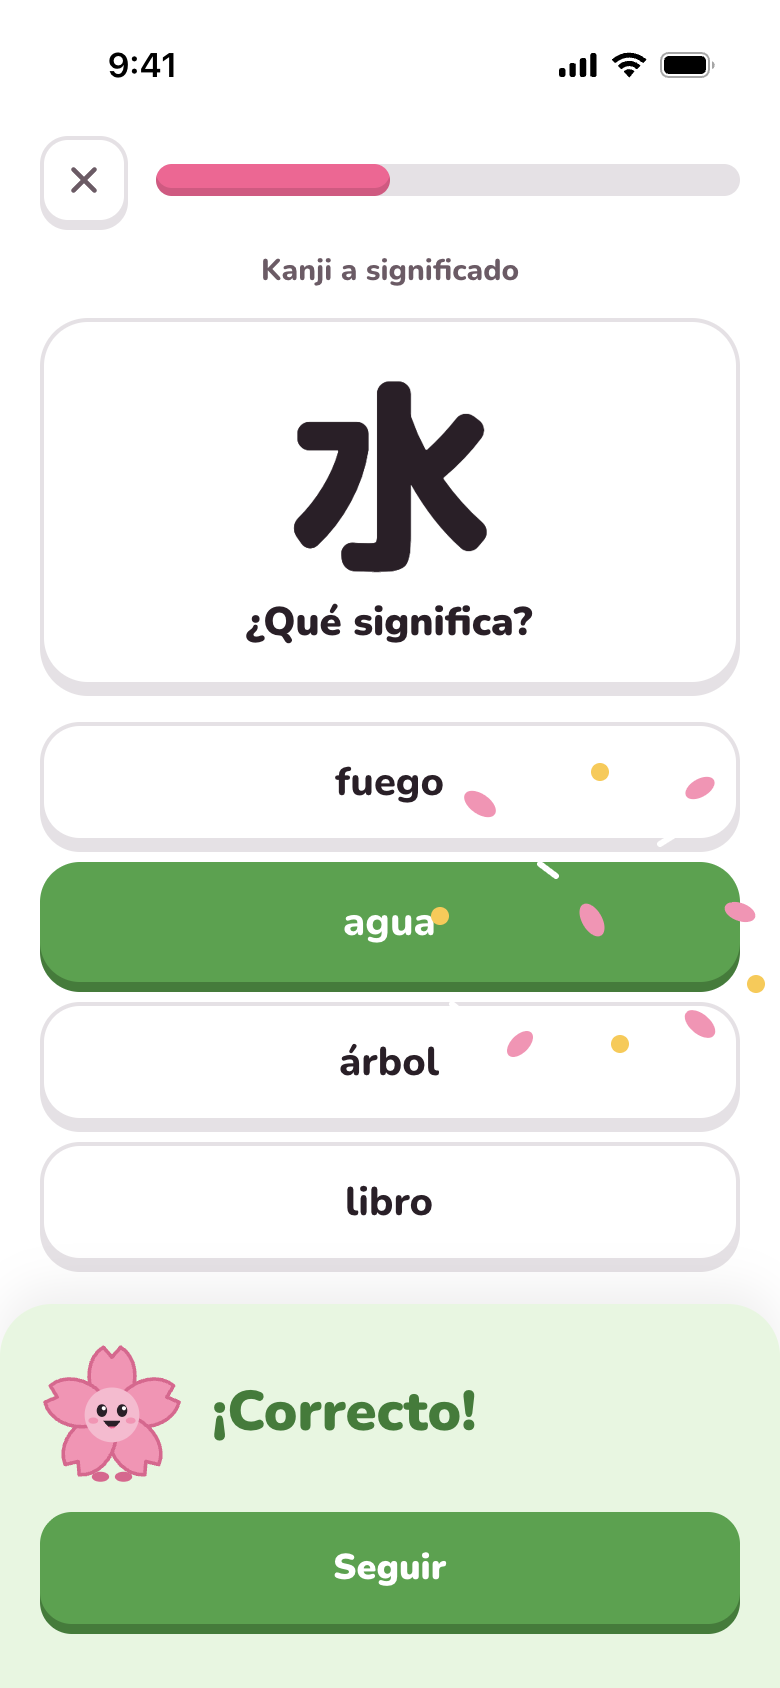 9:41
Kanji a significado
水
¿Qué significa?
fuego
agua
árbol
libro
¡Correcto!
Seguir